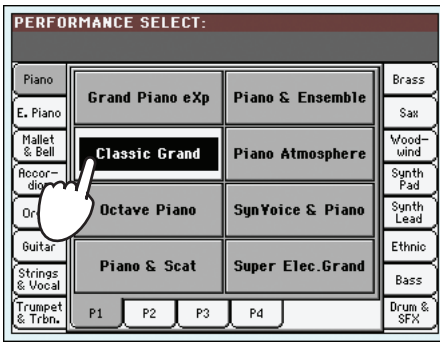 PERFORMANCE SELECT:
Piano
E. Piano
Mallet
& Bell
Accor-
Guitar
Strings
& Vocal
Trumpet
& Trbn.
Grand Piano eXp
Piano & Ensemble
Classic Grand
Piano Atmosphere
Octave Piano
SynVoice & Piano
Piano & Scat
Super Elec.Grand
Brass
Sax
Wood-
wind
Synth
Pad
Synth
Lead
Ethnic
Bass
Drum &
SFX
P1
P2
P3
P4